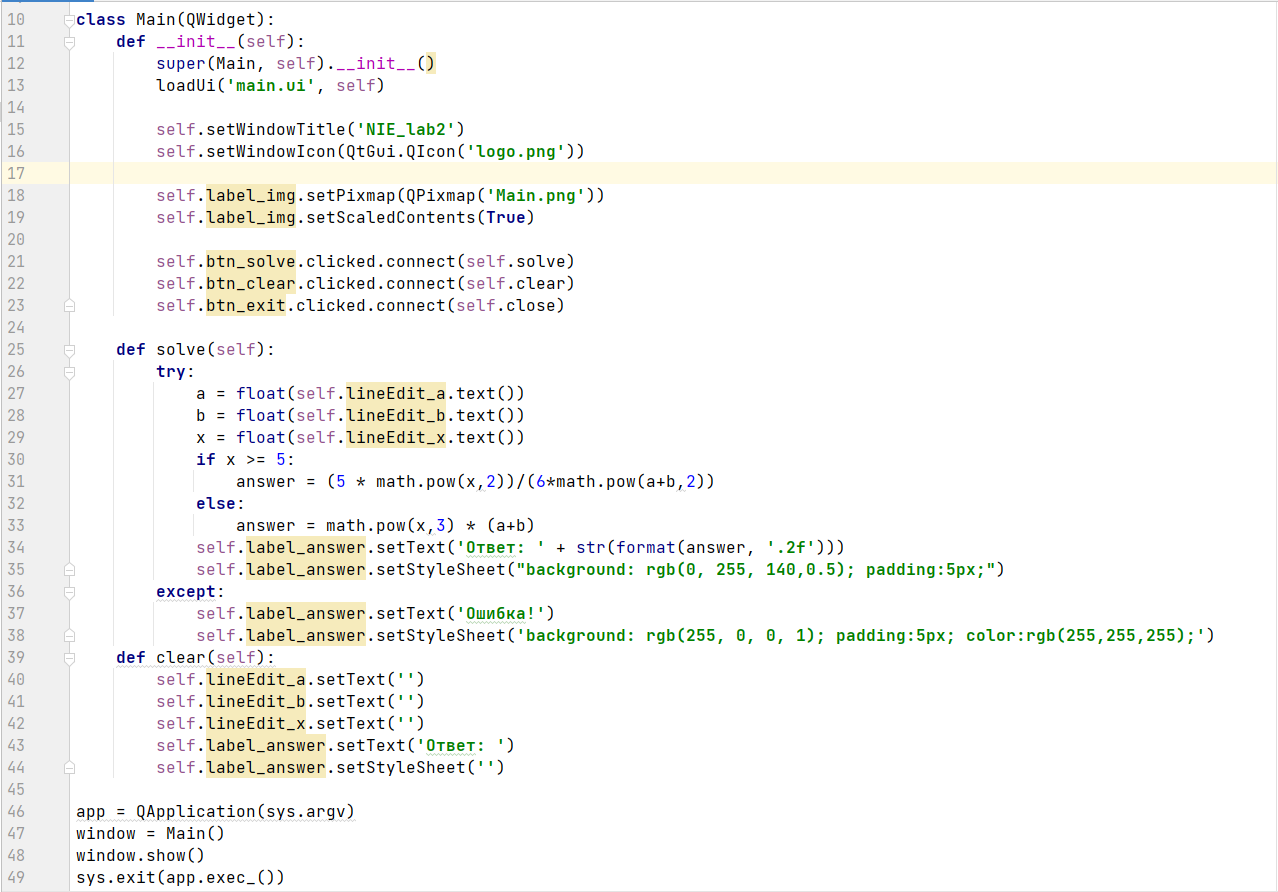 10 class Main(QWidget):
11     def __init__(self):
12         super(Main, self).__init__()
13         loadUi('main.ui', self)
14
15         self.setWindowTitle('NIE_lab2')
16         self.setWindowIcon(QtGui.QIcon('logo.png'))
17
18         self.label_img.setPixmap(QPixmap('Main.png'))
19         self.label_img.setScaledContents(True)
20
21         self.btn_solve.clicked.connect(self.solve)
22         self.btn_clear.clicked.connect(self.clear)
23         self.btn_exit.clicked.connect(self.close)
24
25     def solve(self):
26         try:
27             a = float(self.lineEdit_a.text())
28             b = float(self.lineEdit_b.text())
29             x = float(self.lineEdit_x.text())
30             if x >= 5:
31                 answer = (5 * math.pow(x,2))/(6*math.pow(a+b,2))
32             else:
33                 answer = math.pow(x,3) * (a+b)
34             self.label_answer.setText('Ответ: ' + str(format(answer, '.2f')))
35             self.label_answer.setStyleSheet("background: rgb(0, 255, 140,0.5); padding:5px;")
36         except:
37             self.label_answer.setText('Ошибка!')
38             self.label_answer.setStyleSheet('background: rgb(255, 0, 0, 1); padding:5px; color:rgb(255,255,255);')
39     def clear(self):
40         self.lineEdit_a.setText('')
41         self.lineEdit_b.setText('')
42         self.lineEdit_x.setText('')
43         self.label_answer.setText('Ответ: ')
44         self.label_answer.setStyleSheet('')
45
46 app = QApplication(sys.argv)
47 window = Main()
48 window.show()
49 sys.exit(app.exec_())